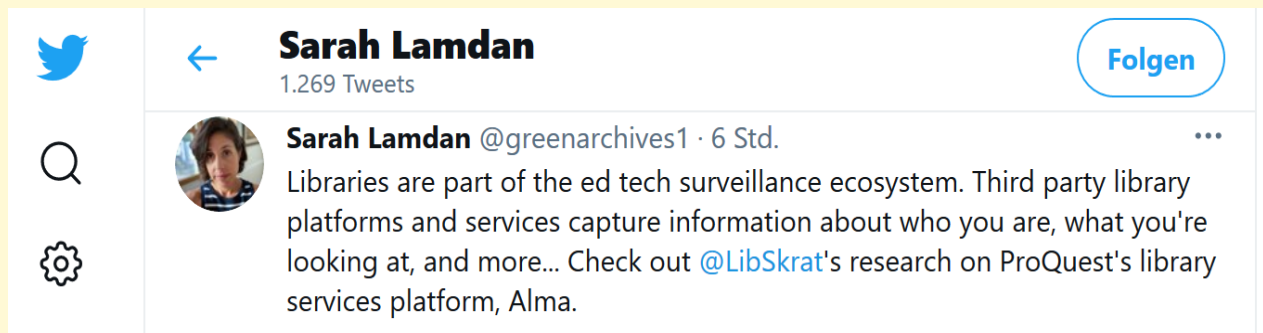 Sarah Lamdan
1.269 Tweets
Folgen
Sarah Lamdan @greenarchives1 · 6 Std.
Libraries are part of the ed tech surveillance ecosystem. Third party library
platforms and services capture information about who you are, what you're
looking at, and more... Check out @LibSkrat's research on ProQuest's library
services platform, Alma.